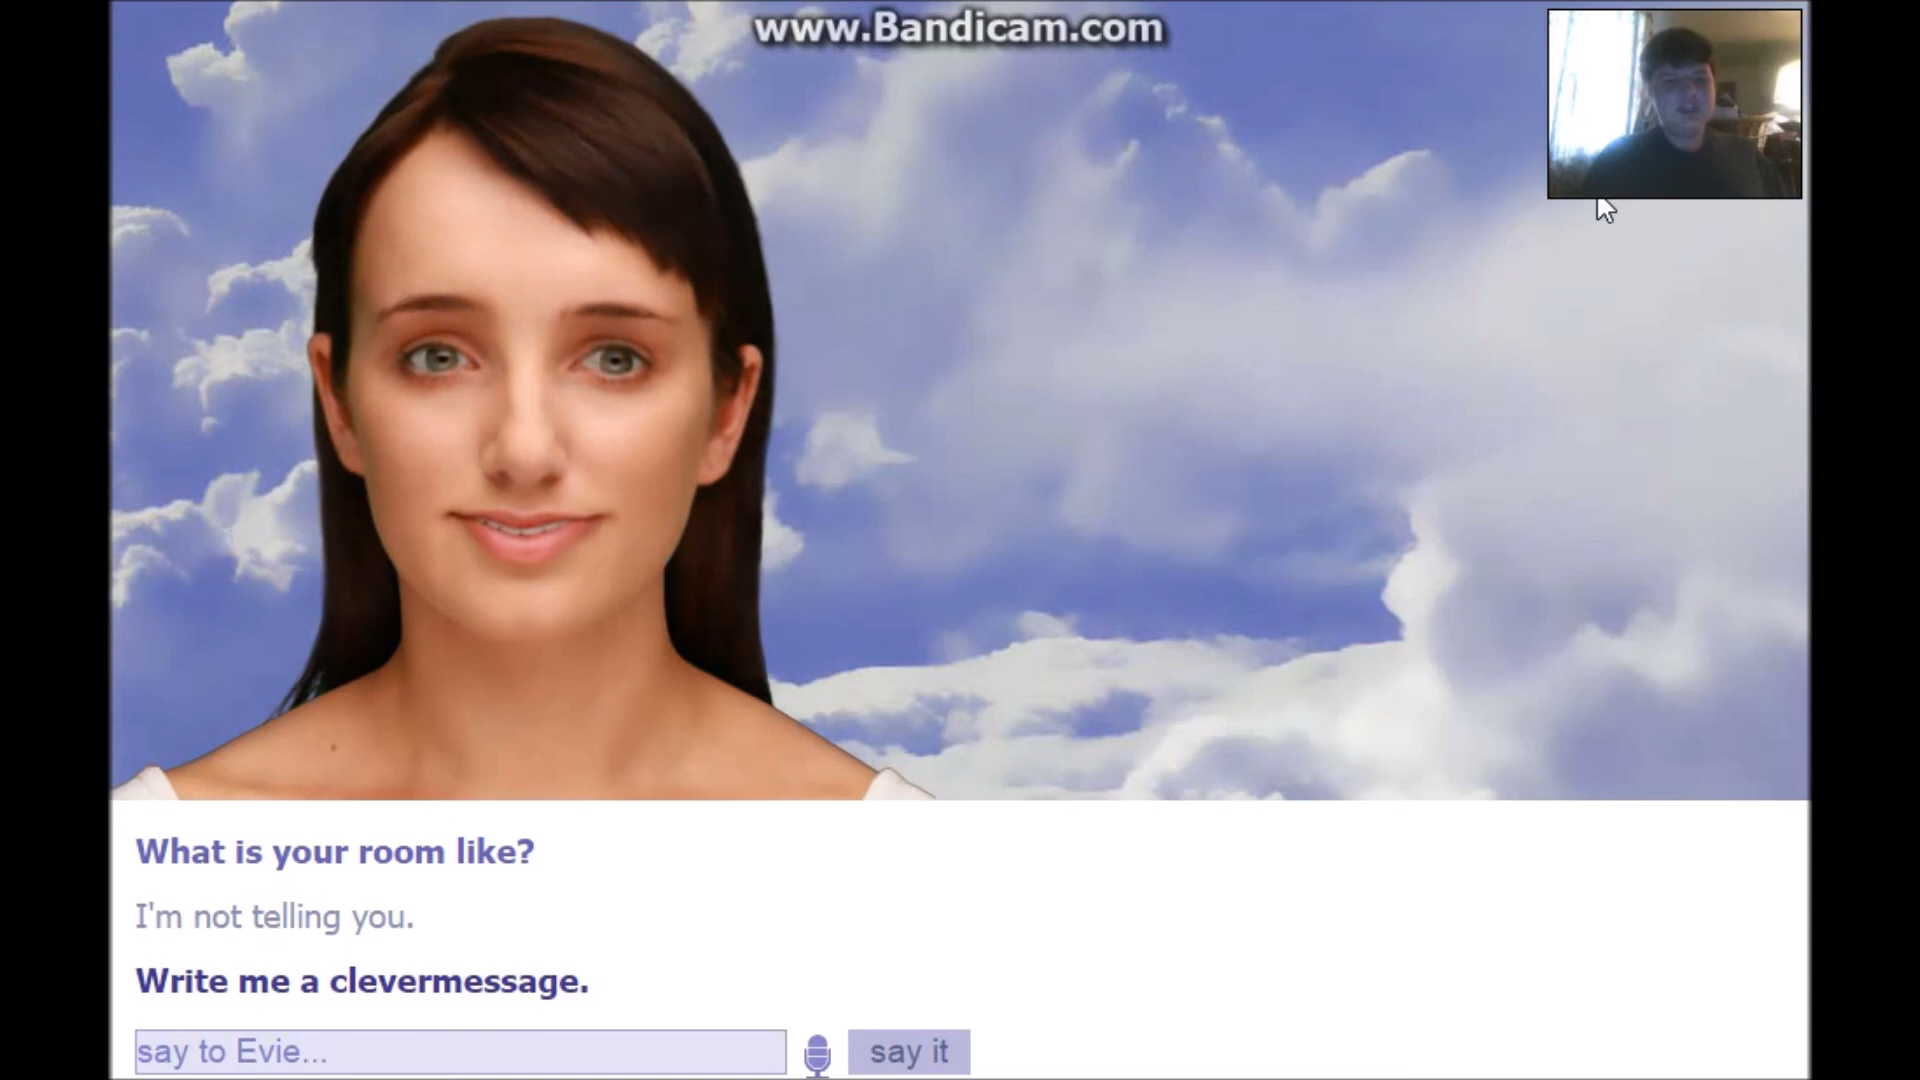 www.Bandicam.com
What is your room like?
I'm not telling you.
Write me a clevermessage.
say to Evie...
say it